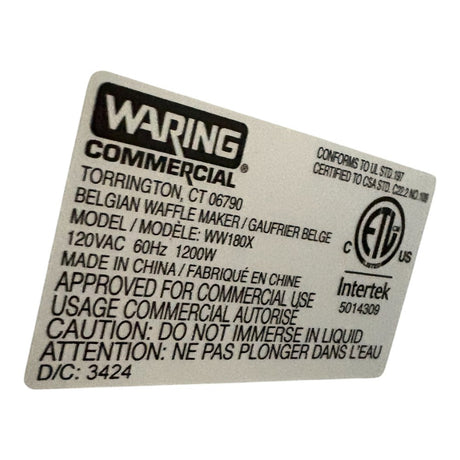 WARING
COMMERCIAL®
TORRINGTON, CT 06790
BELGIAN WAFFLE MAKER / GAUFRIER BELGE
MODEL / MODÈLE: WW180X
120VAC 60Hz 1200W
MADE IN CHINA / FABRIQUÉ EN CHINE
APPROVED FOR COMMERCIAL USE
USAGE COMMERCIAL AUTORISE
CAUTION: DO NOT IMMERSE IN LIQUID
ATTENTION: NE PAS PLONGER DANS L'EAU
D/C: 3424
CONFORMS TO UL STD. 197
CERTIFIED TO CSA STD. C22.2 NO. 109
C ETL US
Intertek
5014309